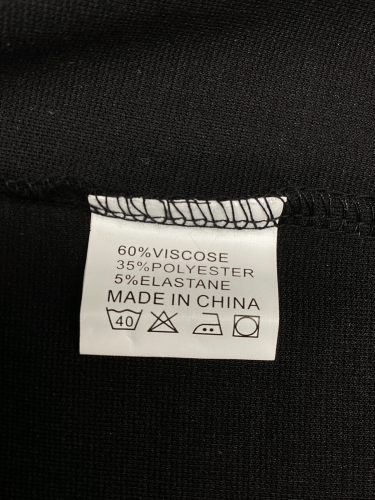 60%VISCOSE
35%POLYESTER
5%ELASTANE
MADE IN CHINA
40